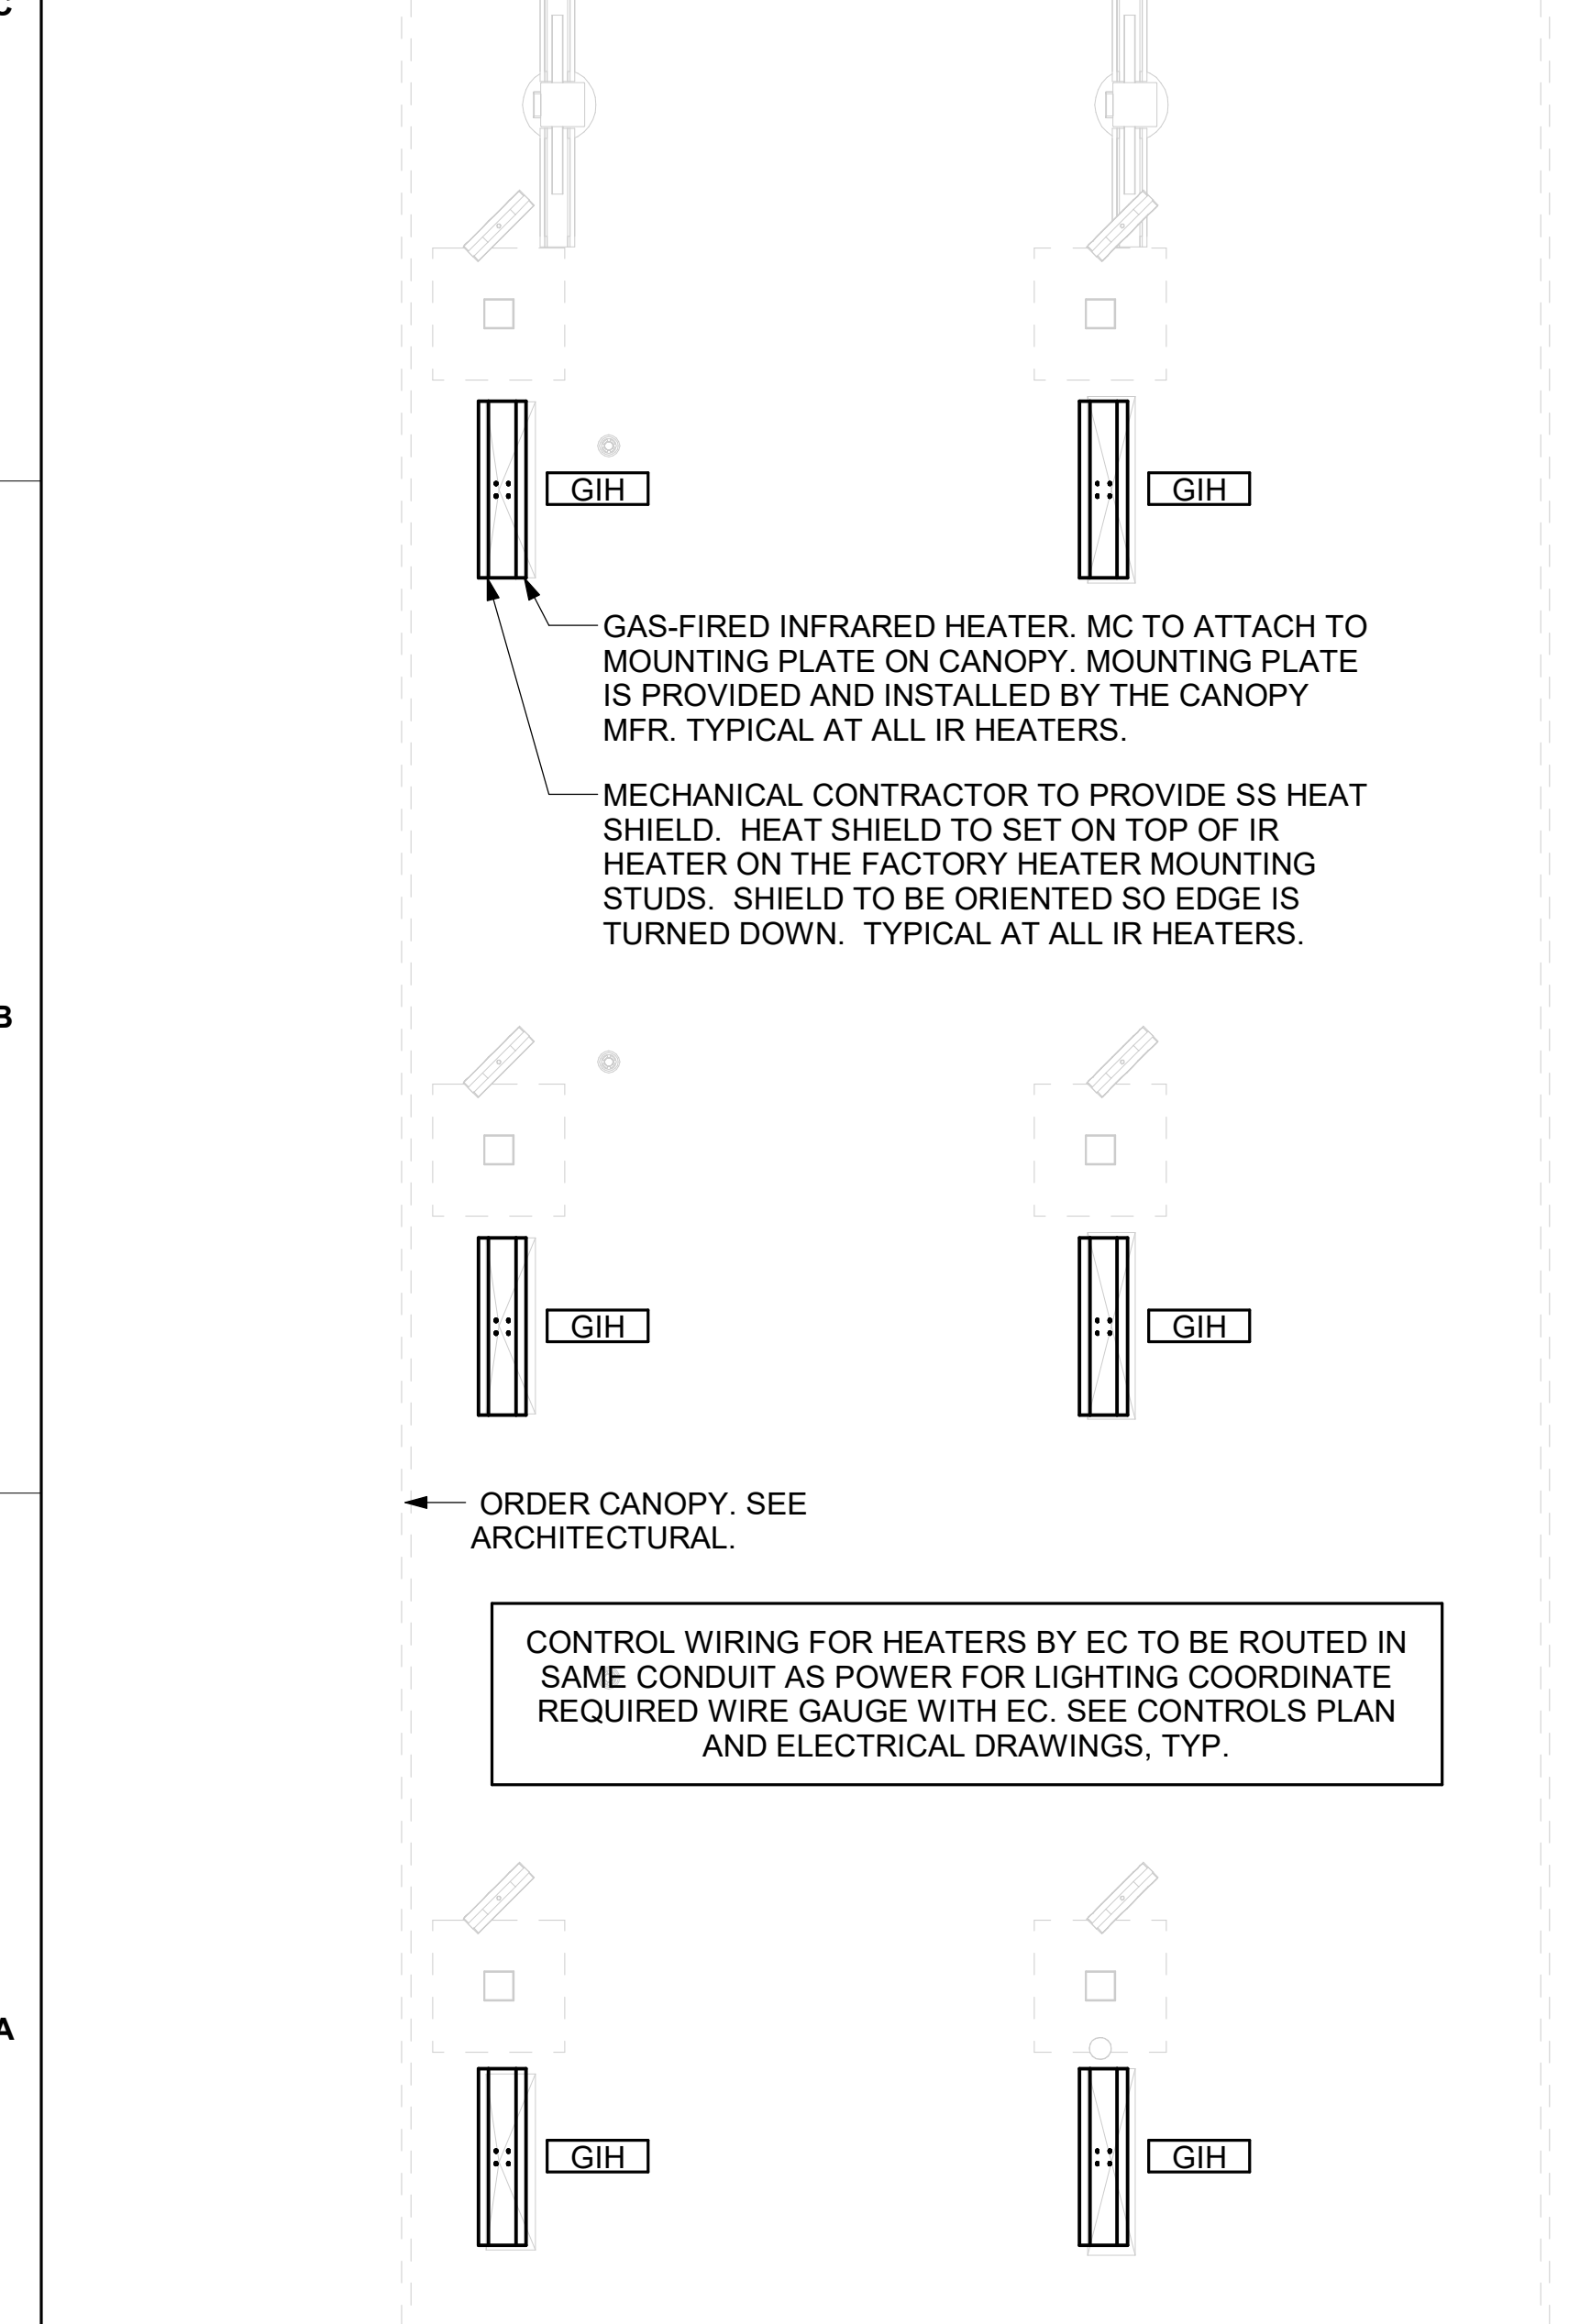 C
GIH
GIH
GAS-FIRED INFRARED HEATER. MC TO ATTACH TO
MOUNTING PLATE ON CANOPY. MOUNTING PLATE
IS PROVIDED AND INSTALLED BY THE CANOPY
MFR. TYPICAL AT ALL IR HEATERS.
MECHANICAL CONTRACTOR TO PROVIDE SS HEAT
SHIELD. HEAT SHIELD TO SET ON TOP OF IR
HEATER ON THE FACTORY HEATER MOUNTING
STUDS. SHIELD TO BE ORIENTED SO EDGE IS
TURNED DOWN. TYPICAL AT ALL IR HEATERS.
B
GIH
GIH
ORDER CANOPY. SEE
ARCHITECTURAL.
CONTROL WIRING FOR HEATERS BY EC TO BE ROUTED IN
SAME CONDUIT AS POWER FOR LIGHTING COORDINATE
REQUIRED WIRE GAUGE WITH EC. SEE CONTROLS PLAN
AND ELECTRICAL DRAWINGS, TYP.
A
GIH
GIH